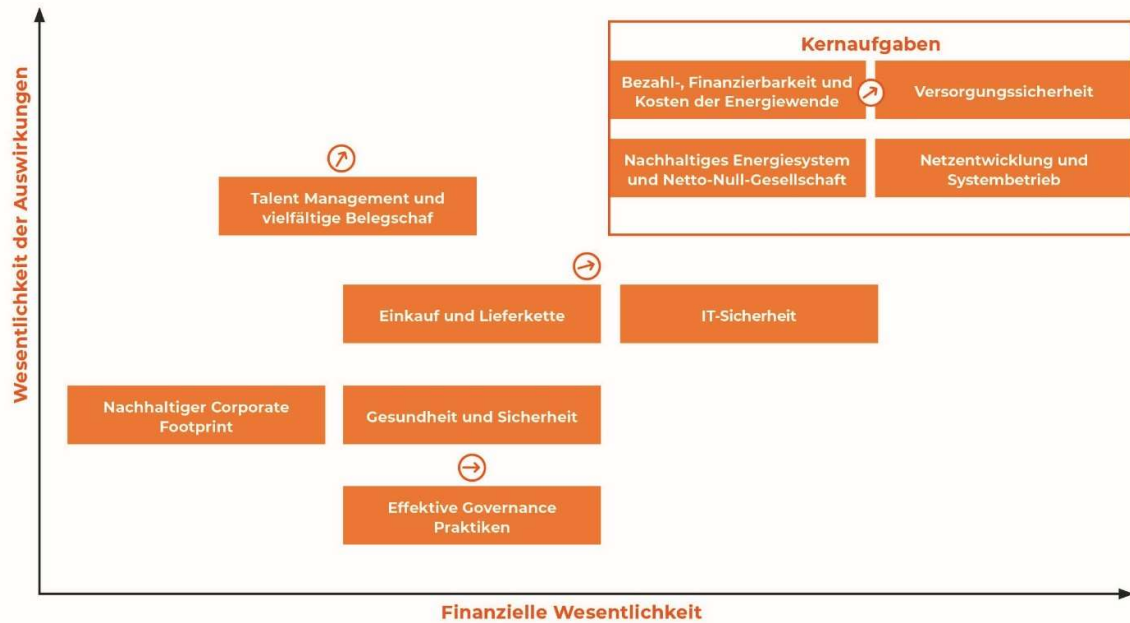 Wesentlichkeit der Auswirkungen
Kernaufgaben
Bezahl-, Finanzierbarkeit und
Kosten der Energiewende
Versorgungssicherheit
Nachhaltiges Energiesystem
und Netto-Null-Gesellschaft
Netzentwicklung und
Systembetrieb
Talent Management und
vielfältige Belegschaf
Einkauf und Lieferkette
IT-Sicherheit
Nachhaltiger Corporate
Footprint
Gesundheit und Sicherheit
Effektive Governance
Praktiken
Finanzielle Wesentlichkeit